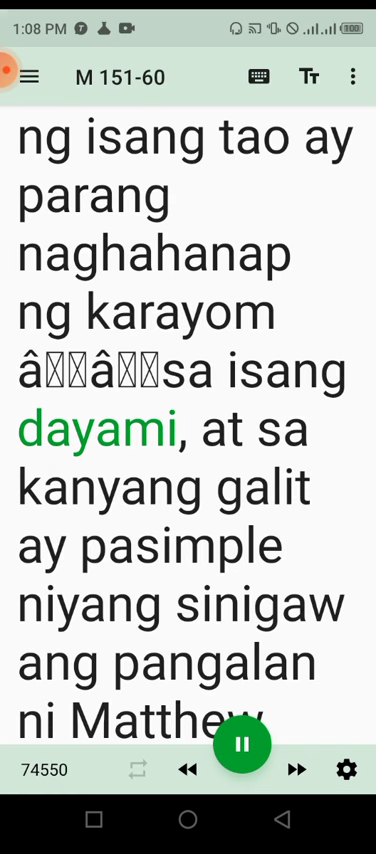 1:08 PM
100
M 151-60
ng isang tao ay
parang
naghahanap
ng karayom
â￿￿â￿￿sa isang
dayami, at sa
kanyang galit
ay pasimple
niyang sinigaw
ang pangalan
ni Matthew
74550